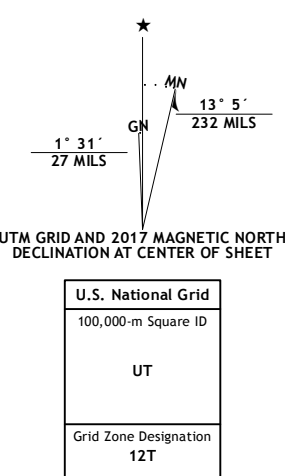 ★
MN
GN
13° 5´
232 MILS
1° 31´
27 MILS
UTM GRID AND 2017 MAGNETIC NORTH
DECLINATION AT CENTER OF SHEET
U.S. National Grid
100,000-m Square ID
UT
Grid Zone Designation
12T